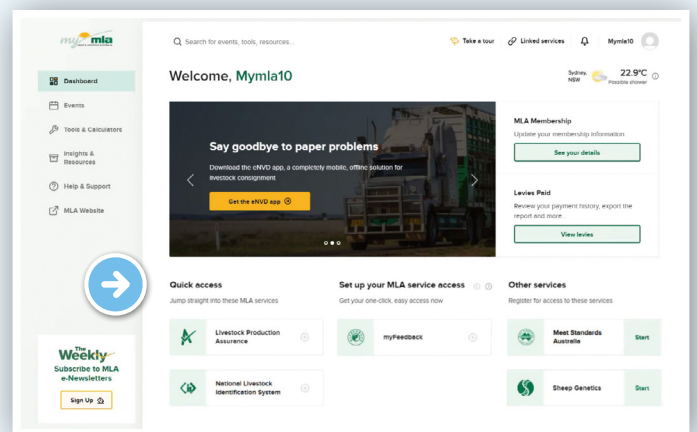 my mla
Search for events, tools, resources...
Take a tour
Linked services
Mymla10
Dashboard
Events
Tools & Calculators
Insights &
Resources
Help & Support
MLA Website
Welcome, Mymla10
Sydney,
NSW
22.9°C
Possible shower
Say goodbye to paper problems
Download the eNVD app, a completely mobile, offline solution for
livestock consignment
Get the eNVD app
MLA Membership
Update your membership information
See your details
Levies Paid
Review your payment history, export the
report and more...
View levies
Quick access
Jump straight into these MLA services
Livestock Production
Assurance
National Livestock
Identification System
Set up your MLA service access
Get your one-click, easy access now
myFeedback
Other services
Register for access to these services
Meat Standards
Australia
Start
Sheep Genetics
Start
The
Weekly
Subscribe to MLA
e-Newsletters
Sign Up